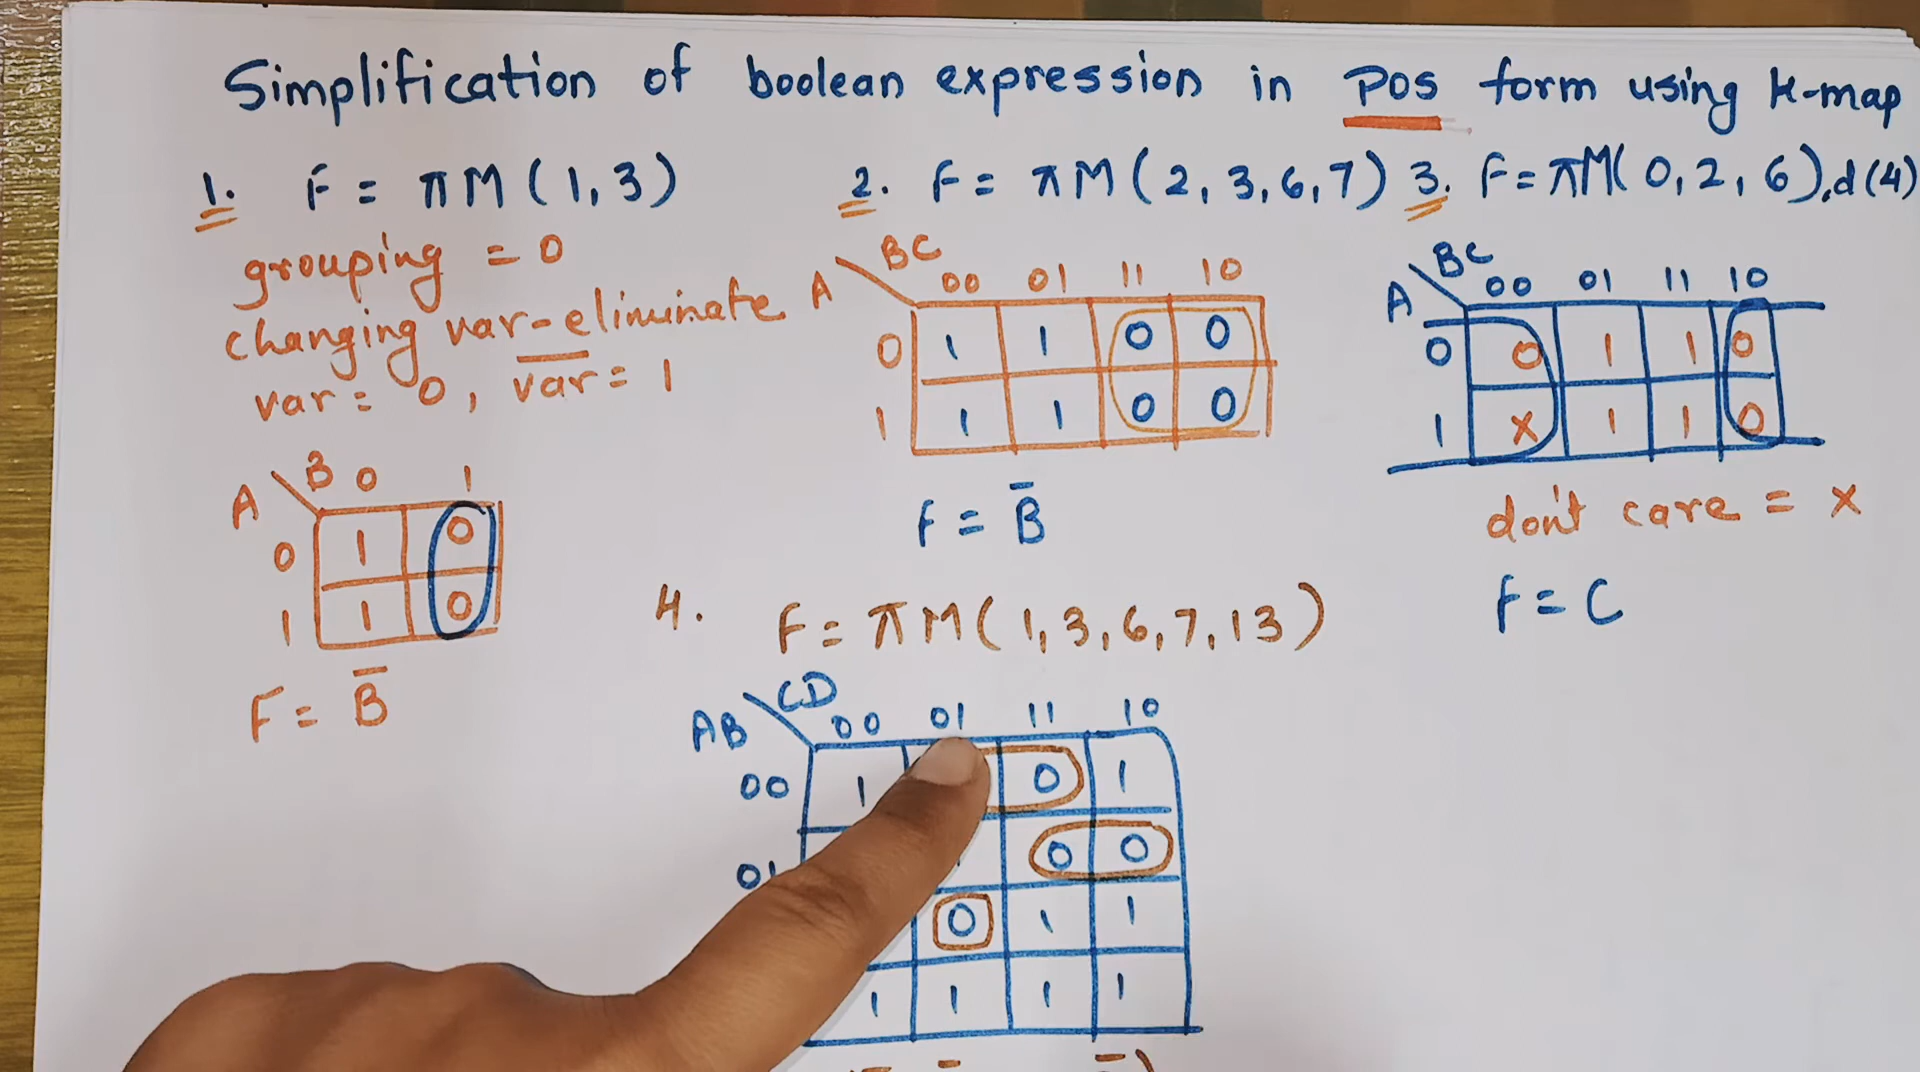 Simplification of boolean expression in POS form using K-map
1. F = πM(1,3)
grouping = 0
changing var-eliminate
var = 0, v̅a̅r̅ = 1
A B 0 1
0 1 0
1 1 0
F = B̅
2. F = πM(2,3,6,7)
A BC 00 01 11 10
0 1 1 0 0
1 1 1 0 0
F = B̅
3. F = πM(0,2,6).d(4)
A BC 00 01 11 10
0 0 1 1 0
1 X 1 1 0
don't care = X
F = C
4. F = πM(1,3,6,7,13)
AB CD 00 01 11 10
00 1 0 1
01 0 0
0 1 1
1 1 1 1